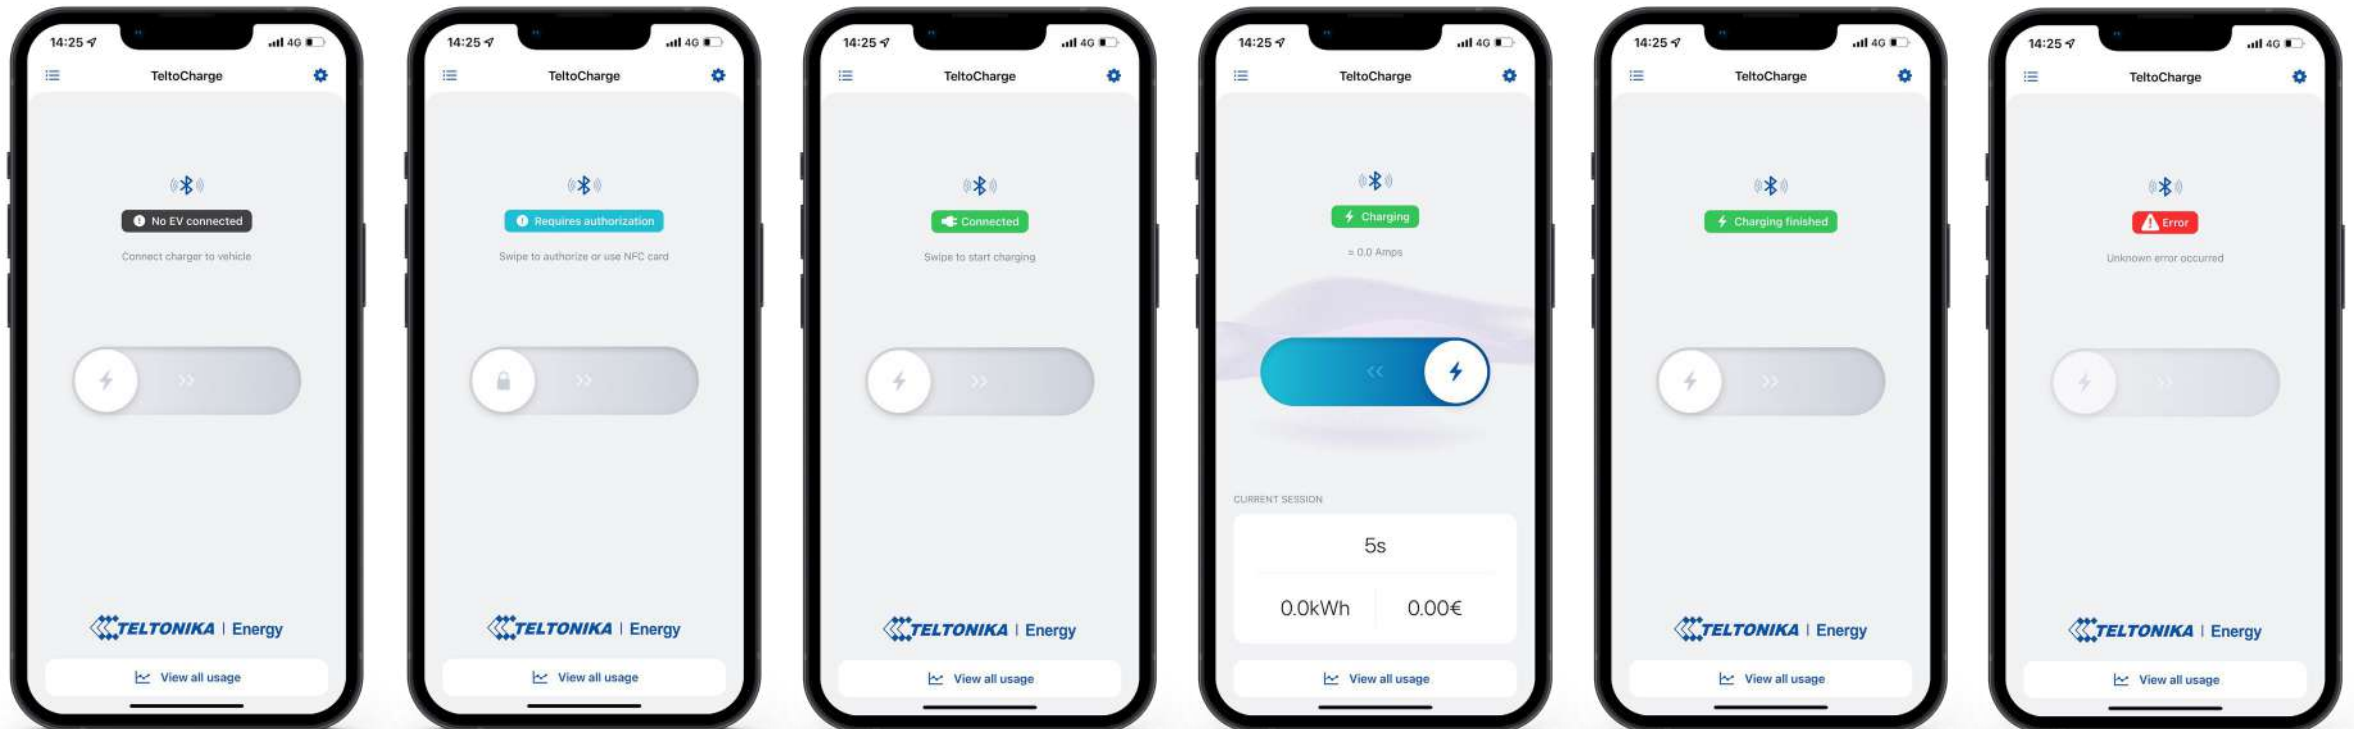 14:25 4G
TeltoCharge
No EV connected
Connect charger to vehicle
TELTONIKA | Energy
View all usage
14:25 4G
TeltoCharge
Requires authorization
Swipe to authorize or use NFC card
TELTONIKA | Energy
View all usage
14:25 4G
TeltoCharge
Connected
Swipe to start charging
TELTONIKA | Energy
View all usage
14:25 4G
TeltoCharge
Charging
≈ 0.0 Amps
CURRENT SESSION
5s
0.0kWh 0.00€
View all usage
14:25 4G
TeltoCharge
Charging finished
TELTONIKA | Energy
View all usage
14:25 4G
TeltoCharge
Error
Unknown error occurred
TELTONIKA | Energy
View all usage